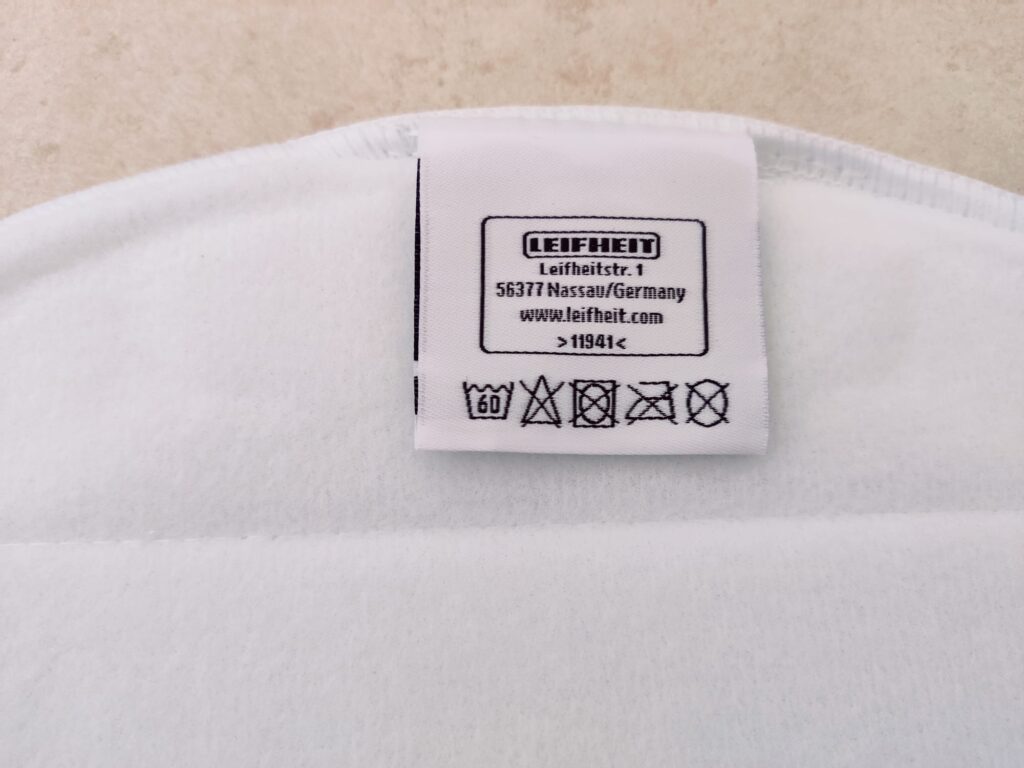 LEIFHEIT
Leifheitstr. 1
56377 Nassau/Germany
www.leifheit.com
>11941<
60